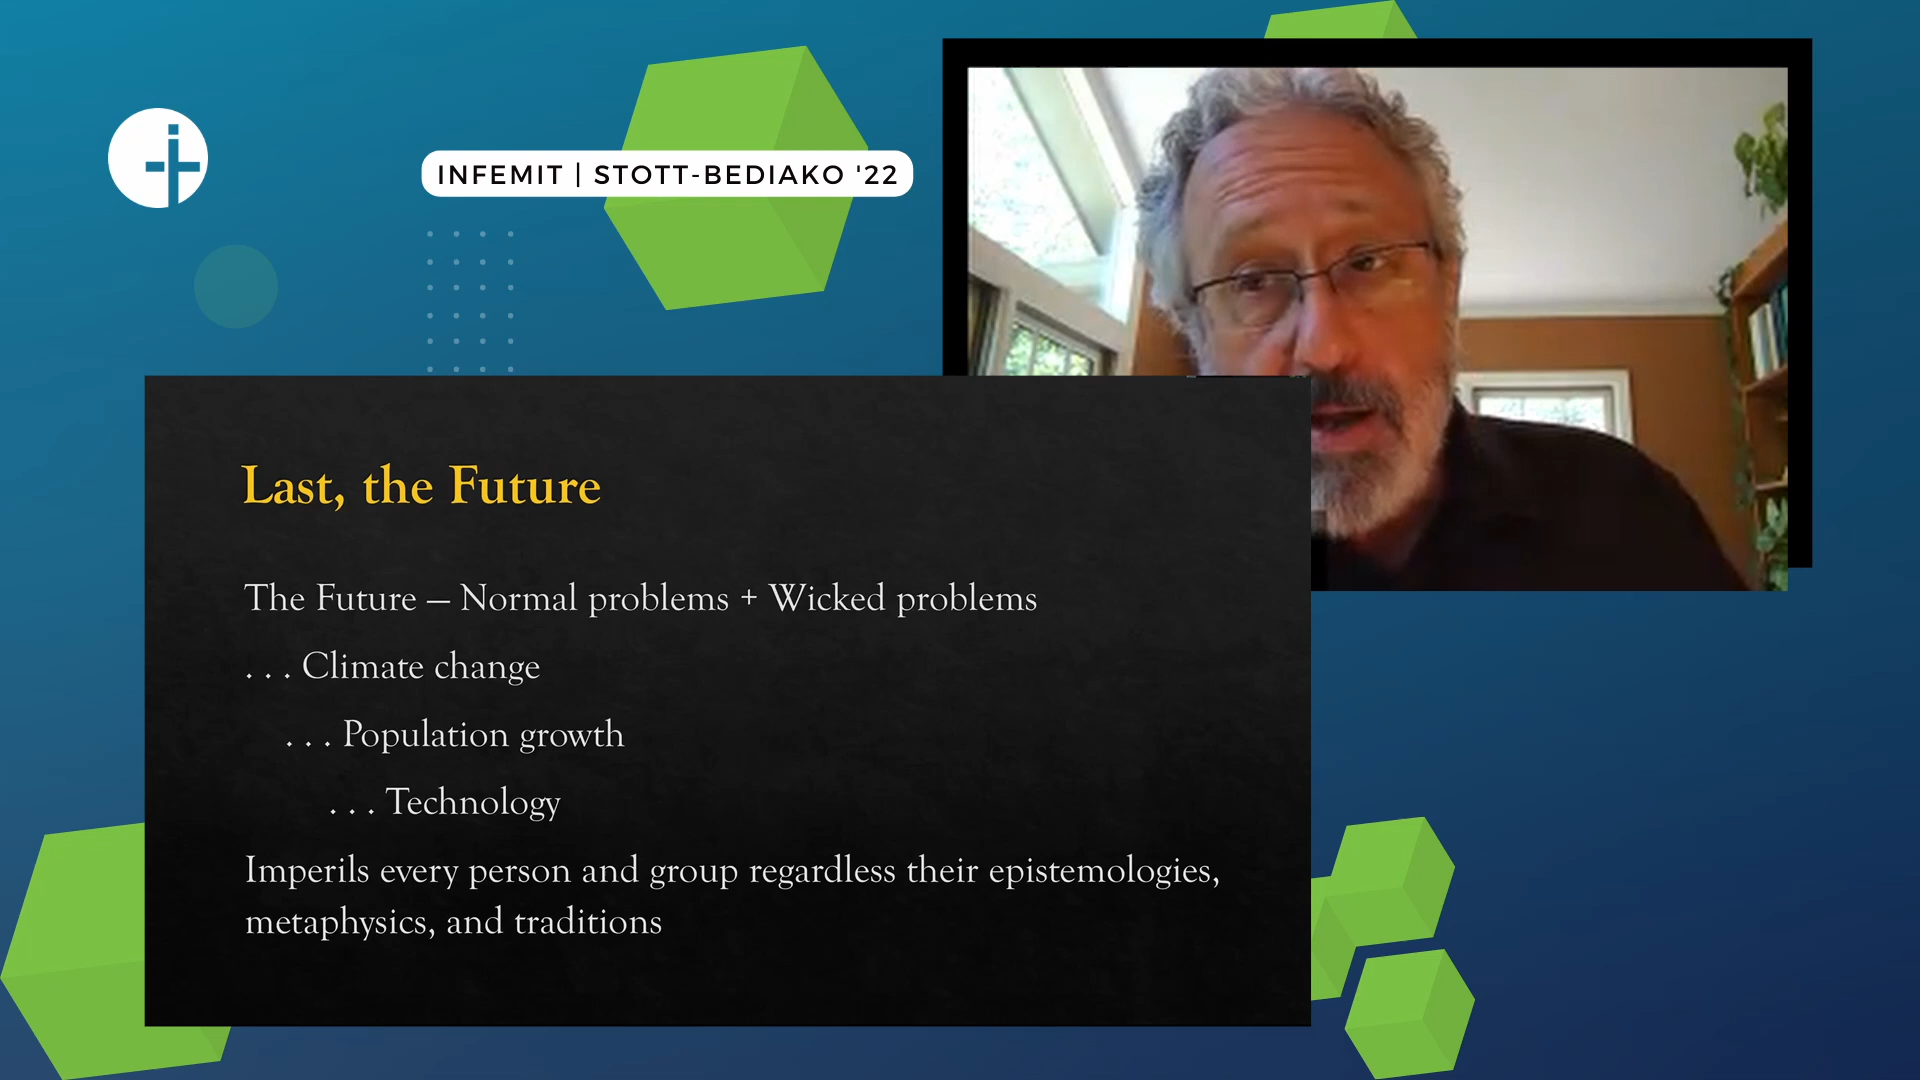 INFEMIT | STOTT-BEDIAKO '22
Last, the Future
The Future – Normal problems + Wicked problems
. . . Climate change
. . . Population growth
. . . Technology
Imperils every person and group regardless their epistemologies,
metaphysics, and traditions